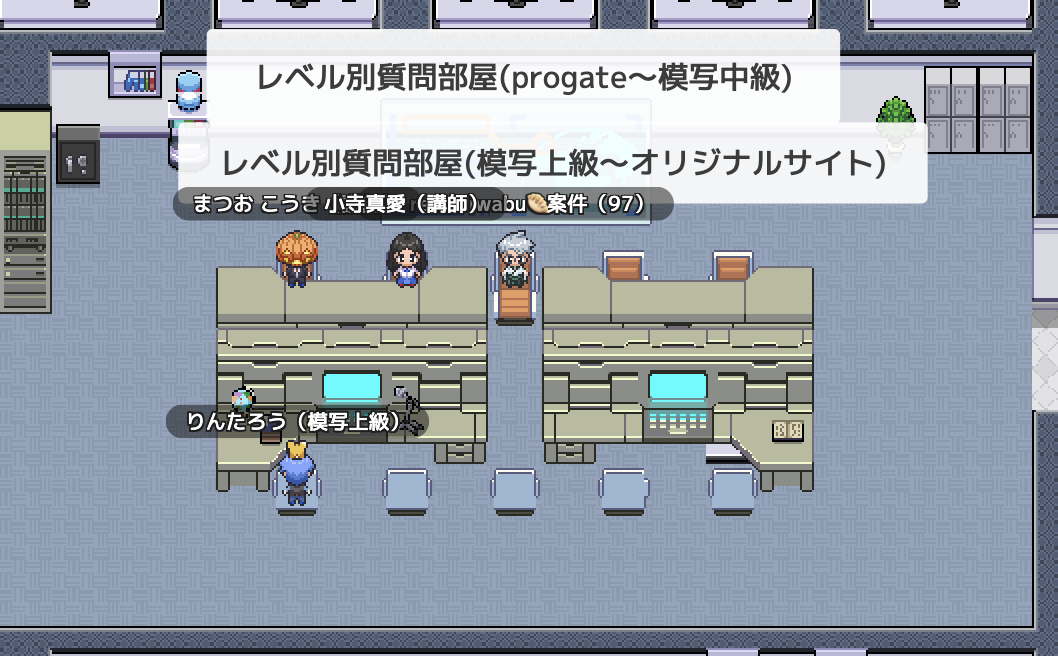 レベル別質問部屋(progate〜模写中級)
レベル別質問部屋(模写上級〜オリジナルサイト)
まつお こうき 小寺真愛（講師） wabu🥖案件（97）
りんたろう（模写上級）